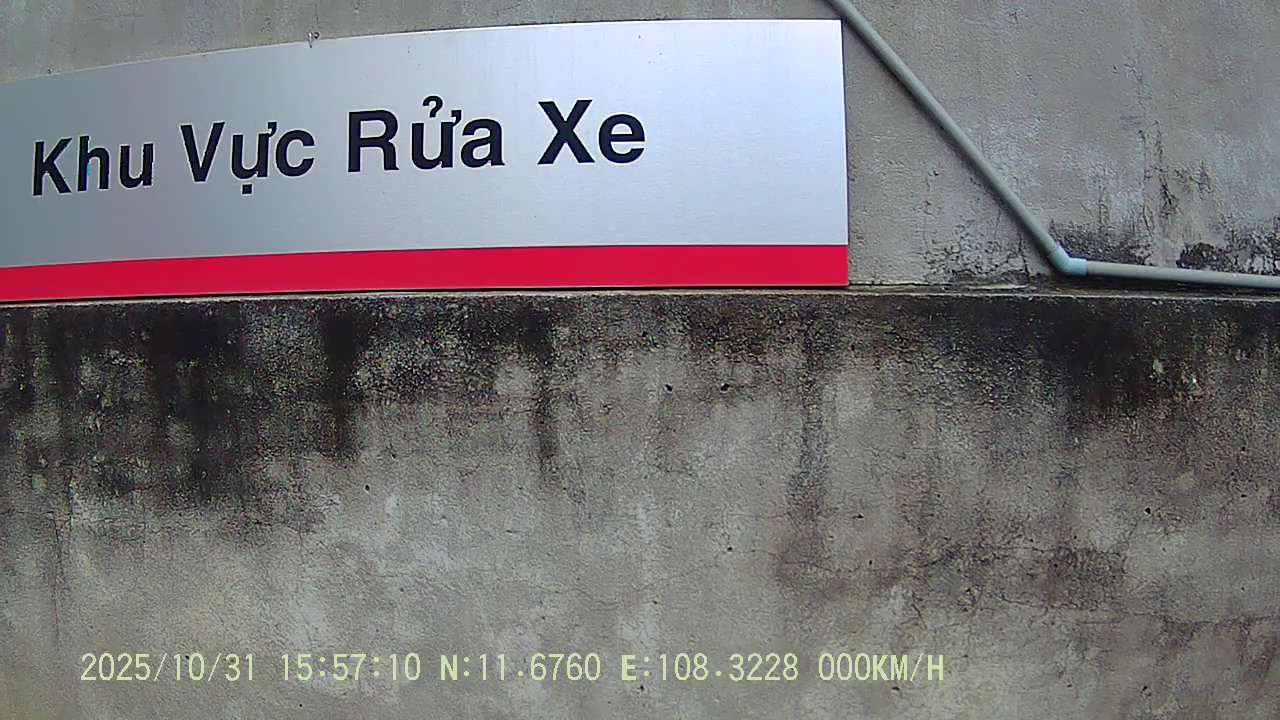 Khu Vực Rửa Xe
2025/10/31 15:57:10 N:11.6760 E:108.3228 000KM/H